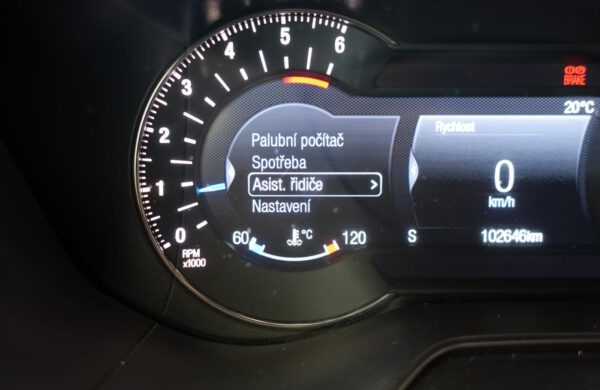 0
1
2
3
4
5
6
RPM
x1000
Palubní počítač
Spotřeba
Asist. řidiče >
Nastavení
60 °C 120
BRAKE
20°C
Rychlost
0
km/h
S 102646km